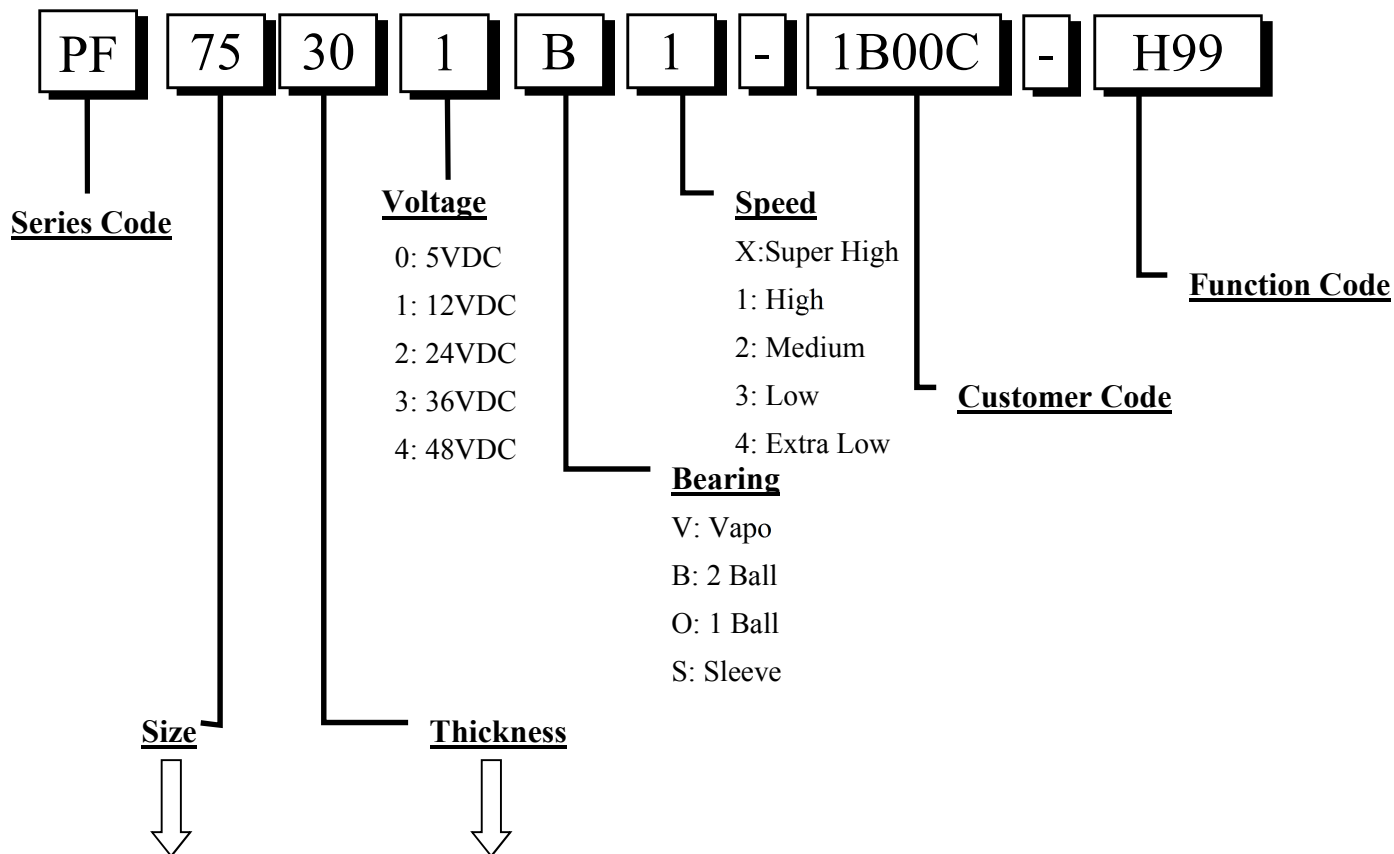 PF 75 30 1 B 1 - 1B00C - H99
Series Code
Voltage
0: 5VDC
1: 12VDC
2: 24VDC
3: 36VDC
4: 48VDC
Speed
X:Super High
1: High
2: Medium
3: Low
4: Extra Low
Function Code
Customer Code
Bearing
V: Vapo
B: 2 Ball
O: 1 Ball
S: Sleeve
Size
Thickness